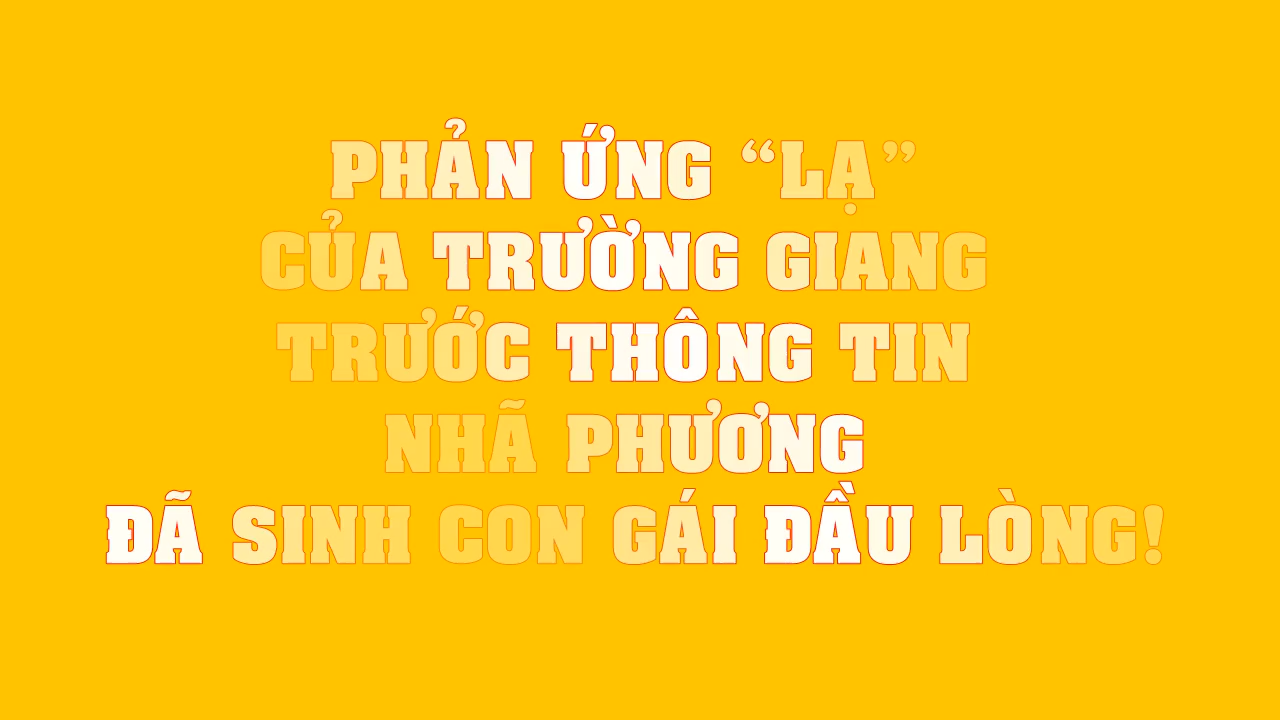 PHẢN ỨNG “LẠ”
CỦA TRƯỜNG GIANG
TRƯỚC THÔNG TIN
NHÃ PHƯƠNG
ĐÃ SINH CON GÁI ĐẦU LÒNG!